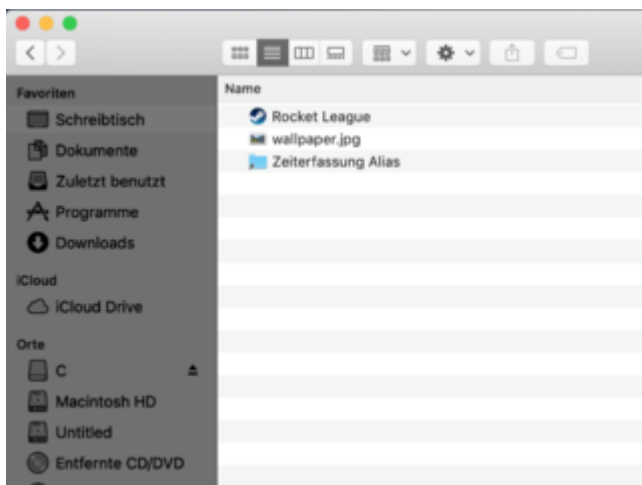 Name
Favoriten
Schreibtisch
Dokumente
Zuletzt benutzt
Programme
Downloads
iCloud
iCloud Drive
Orte
C
Macintosh HD
Untitled
Entfernte CD/DVD
Rocket League
wallpaper.jpg
Zeiterfassung Alias